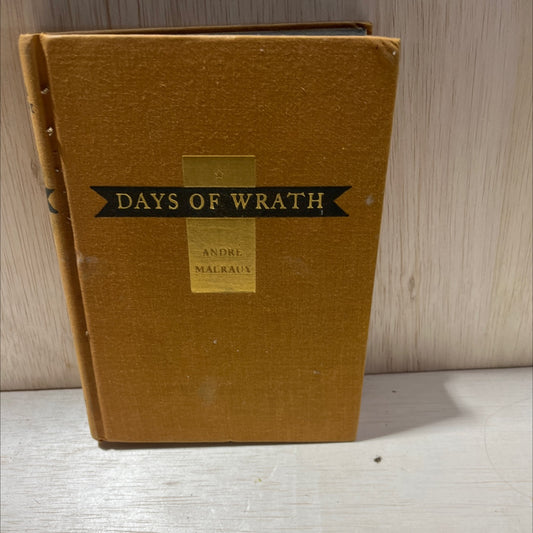 DAYS OF WRATH
ANDRE
MALRAUX